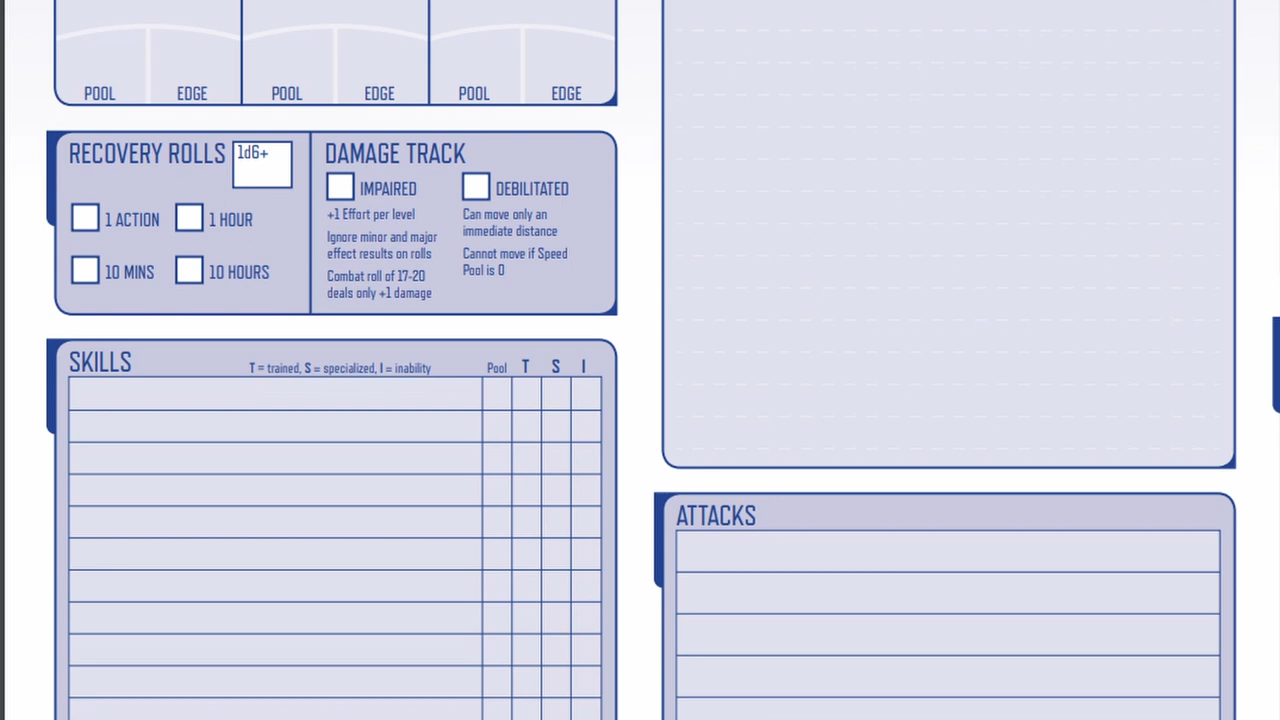 POOL EDGE POOL EDGE POOL EDGE
RECOVERY ROLLS 1d6+
1 ACTION 1 HOUR
10 MINS 10 HOURS
DAMAGE TRACK
IMPAIRED
+1 Effort per level
Ignore minor and major
effect results on rolls
Combat roll of 17-20
deals only +1 damage
DEBILITATED
Can move only an
immediate distance
Cannot move if Speed
Pool is 0
SKILLS T = trained, S = specialized, I = inability Pool T S I
ATTACKS